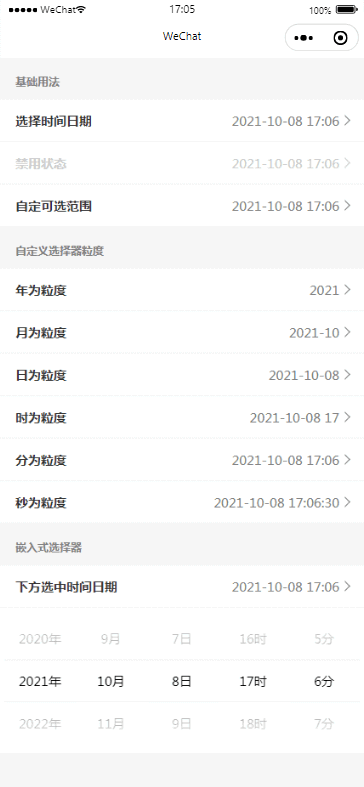 WeChat 17:05 100%
WeChat
基础用法
选择时间日期 2021-10-08 17:06
禁用状态 2021-10-08 17:06
自定可选范围 2021-10-08 17:06
自定义选择器粒度
年为粒度 2021
月为粒度 2021-10
日为粒度 2021-10-08
时为粒度 2021-10-08 17
分为粒度 2021-10-08 17:06
秒为粒度 2021-10-08 17:06:30
嵌入式选择器
下方选中时间日期 2021-10-08 17:06
2020年 9月 7日 16时 5分
2021年 10月 8日 17时 6分
2022年 11月 9日 18时 7分